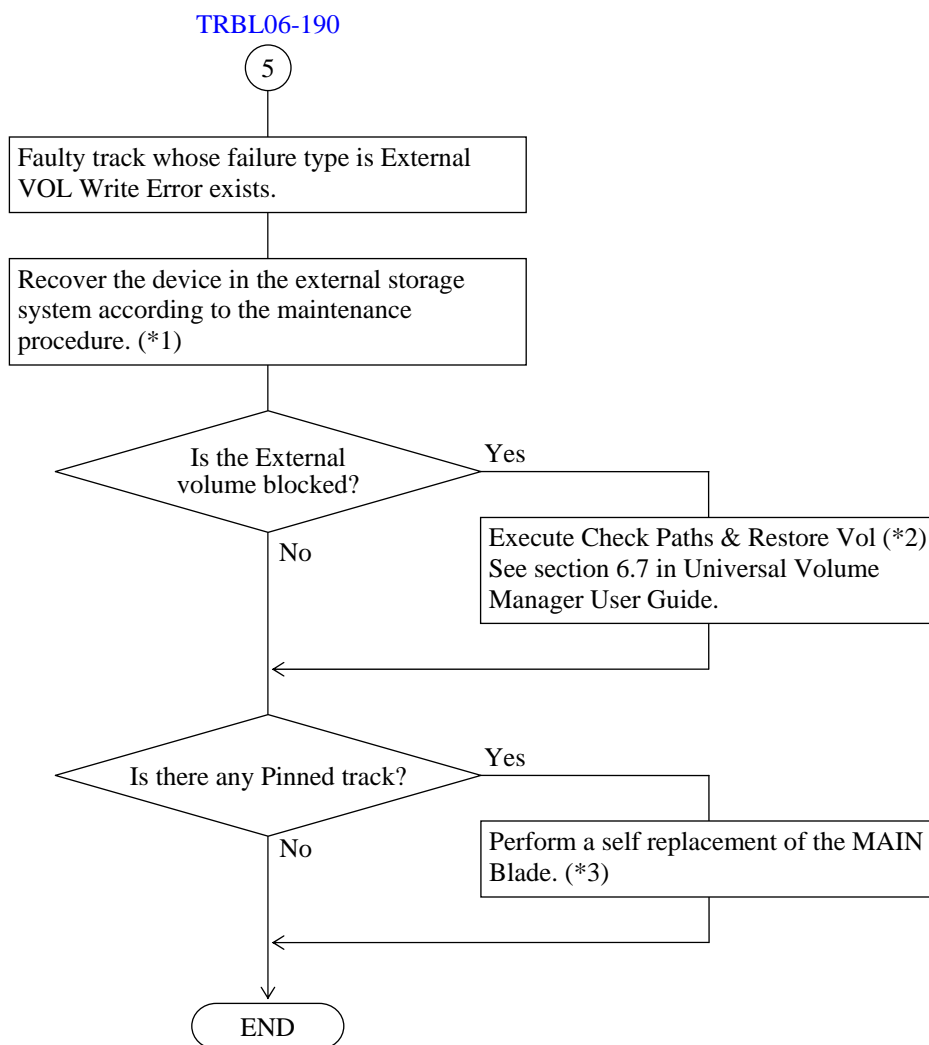 TRBL06-190
5
Faulty track whose failure type is External
VOL Write Error exists.
Recover the device in the external storage
system according to the maintenance
procedure. (*1)
Is the External
volume blocked?
Yes
No
Execute Check Paths & Restore Vol (*2)
See section 6.7 in Universal Volume
Manager User Guide.
Is there any Pinned track?
Yes
No
Perform a self replacement of the MAIN
Blade. (*3)
END